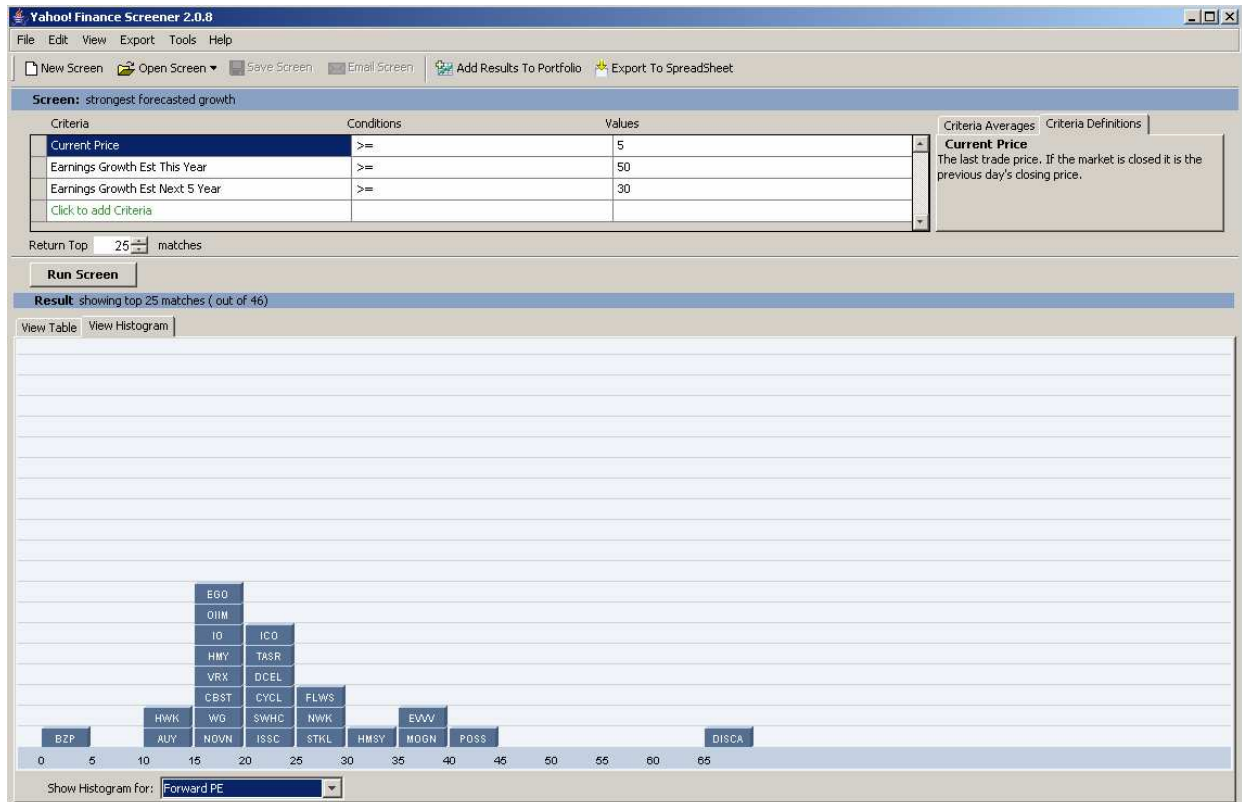 Yahoo! Finance Screener 2.0.8
File Edit View Export Tools Help
New Screen Open Screen Save Screen Email Screen Add Results To Portfolio Export To SpreadSheet
Screen: strongest forecasted growth
Criteria Conditions Values
Criteria Averages Criteria Definitions
Current Price >= 5
Earnings Growth Est This Year >= 50
Earnings Growth Est Next 5 Year >= 30
Click to add Criteria
Current Price
The last trade price. If the market is closed it is the
previous day's closing price.
Return Top 25 matches
Run Screen
Result showing top 25 matches ( out of 46)
View Table View Histogram
EGO
OIIM
IO ICO
HMY TASR
VRX DCEL
CBST CYCL FLWS
HWK WG SWHC NWK EVVV
BZP AUY NOVN ISSC STKL HMSY MOGN POSS DISCA
0 5 10 15 20 25 30 35 40 45 50 55 60 65
Show Histogram for: Forward PE